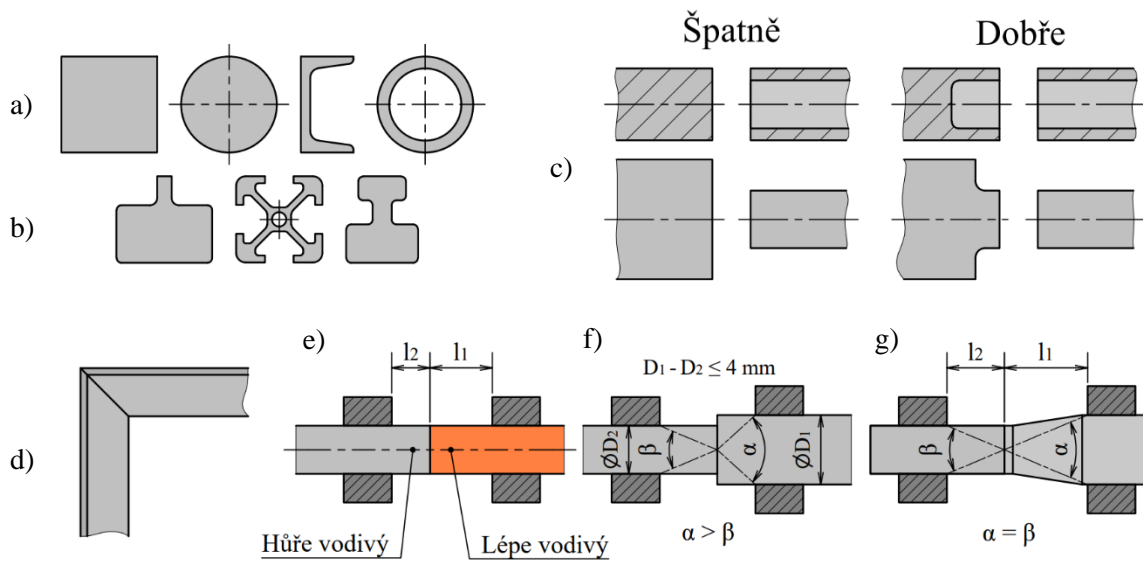 Špatně Dobře
a)
c)
b)
e) f) g)
l2 l1 D1 - D2 ≤ 4 mm l2 l1
d)
ØD2 β α ØD1 β α
Hůře vodivý Lépe vodivý α > β α = β